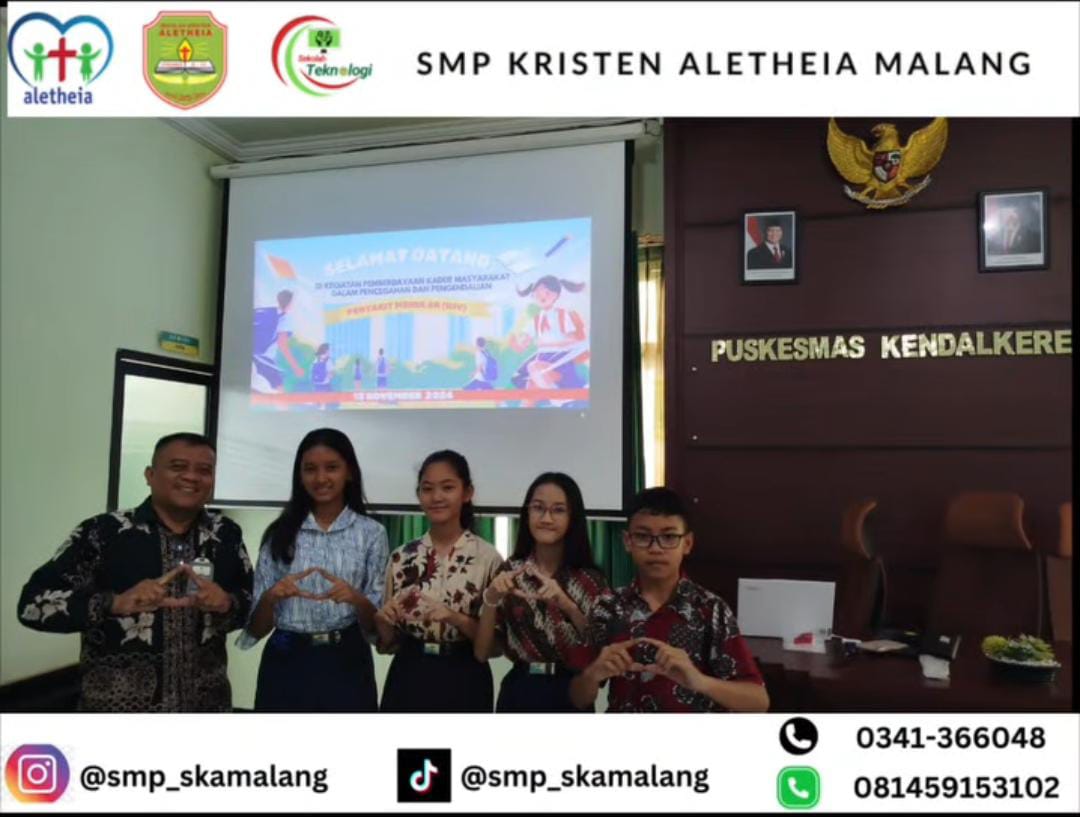 aletheia
ALETHEIA
Sekolah
Teknologi
SMP KRISTEN ALETHEIA MALANG
SELAMAT DATANG
DI KEGIATAN PEMBERDAYAAN KADER MASYARAKAT
DALAM PENCEGAHAN DAN PENGENDALIAN
PENYAKIT MENULAR (HIV)
13 NOVEMBER 2024
PUSKESMAS KENDALKERE
@smp_skamalang
@smp_skamalang
0341-366048
081459153102